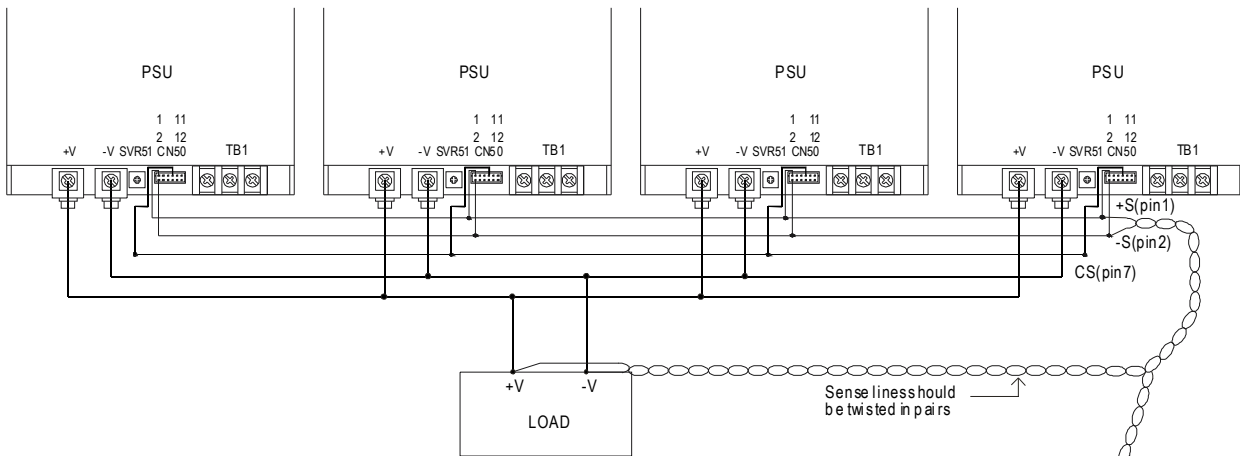 PSU PSU PSU PSU
1 11 1 11 1 11 1 11
2 12 2 12 2 12 2 12
+V -V SVR51 CN50 TB1 +V -V SVR51 CN50 TB1 +V -V SVR51 CN50 TB1 +V -V SVR51 CN50 TB1
+S(pin1)
-S(pin2)
CS(pin7)
+V -V
LOAD
Sense liness hould
be twisted in pairs